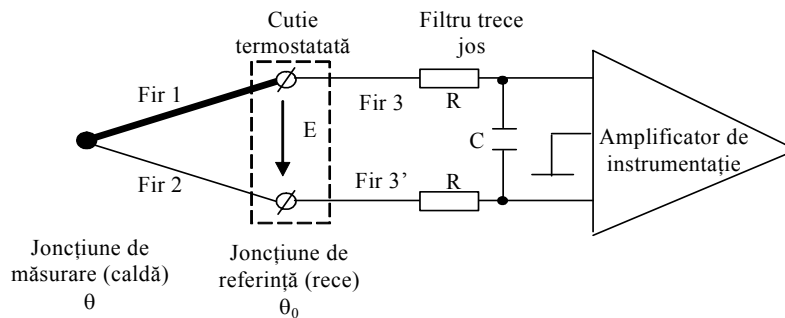 Cutie
termostatată
Filtru trece
jos
Fir 1
Fir 3
R
E
C
Amplificator de
instrumentație
Fir 2
Fir 3’
R
Joncțiune de
măsurare (caldă)
θ
Joncțiune de
referință (rece)
θ0